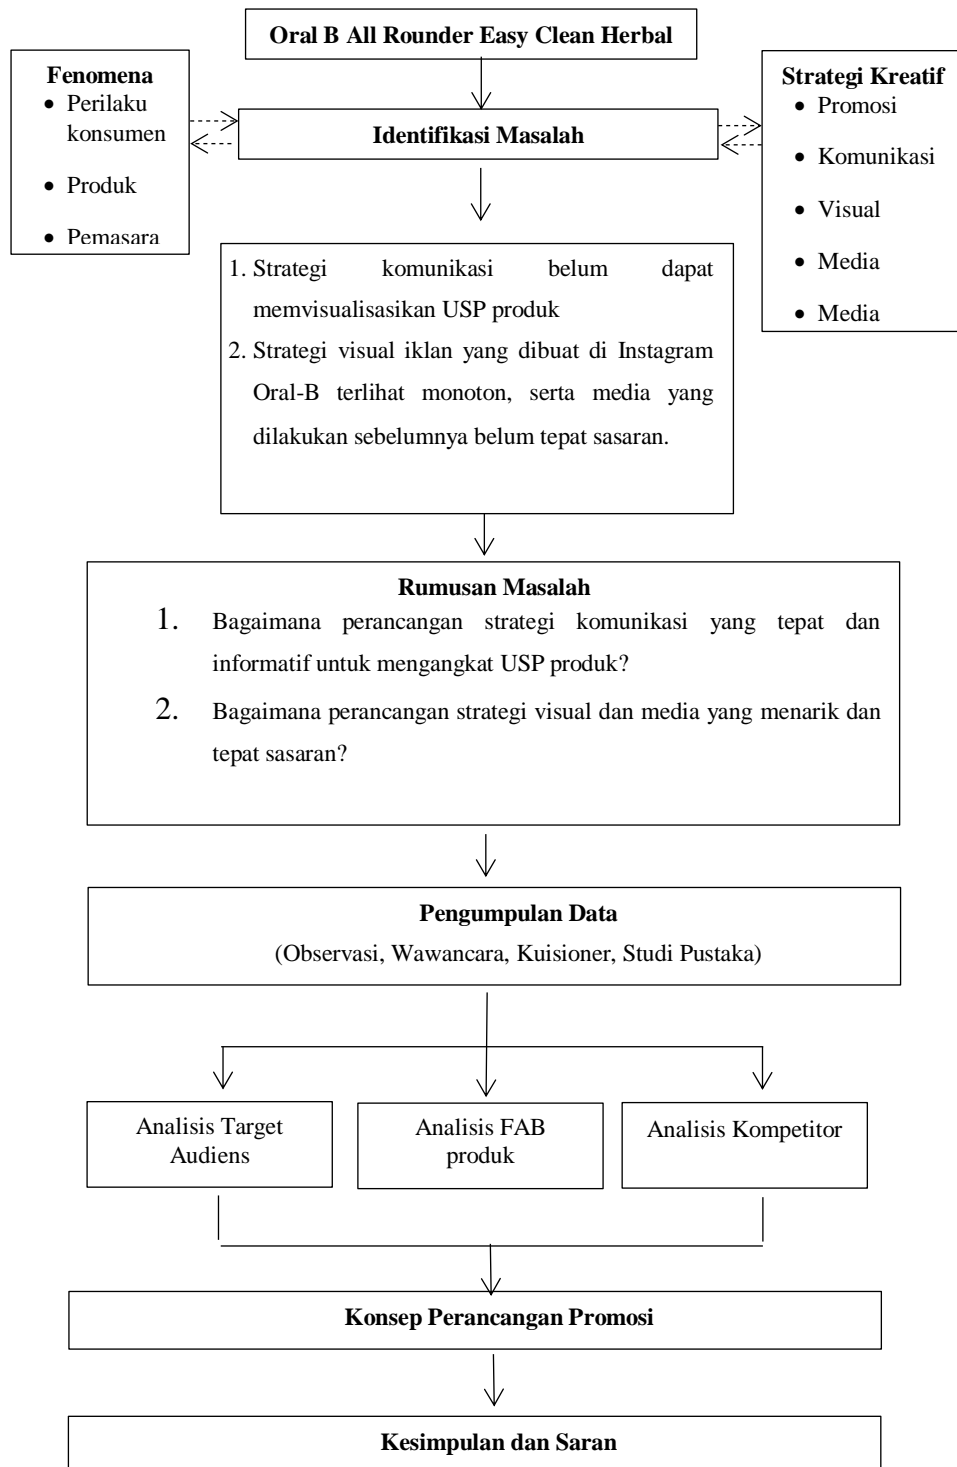 Oral B All Rounder Easy Clean Herbal
Fenomena
• Perilaku
konsumen
• Produk
• Pemasara
Identifikasi Masalah
Strategi Kreatif
• Promosi
• Komunikasi
• Visual
• Media
• Media
1. Strategi komunikasi belum dapat
memvisualisasikan USP produk
2. Strategi visual iklan yang dibuat di Instagram
Oral-B terlihat monoton, serta media yang
dilakukan sebelumnya belum tepat sasaran.
Rumusan Masalah
1. Bagaimana perancangan strategi komunikasi yang tepat dan
informatif untuk mengangkat USP produk?
2. Bagaimana perancangan strategi visual dan media yang menarik dan
tepat sasaran?
Pengumpulan Data
(Observasi, Wawancara, Kuisioner, Studi Pustaka)
Analisis Target
Audiens
Analisis FAB
produk
Analisis Kompetitor
Konsep Perancangan Promosi
Kesimpulan dan Saran